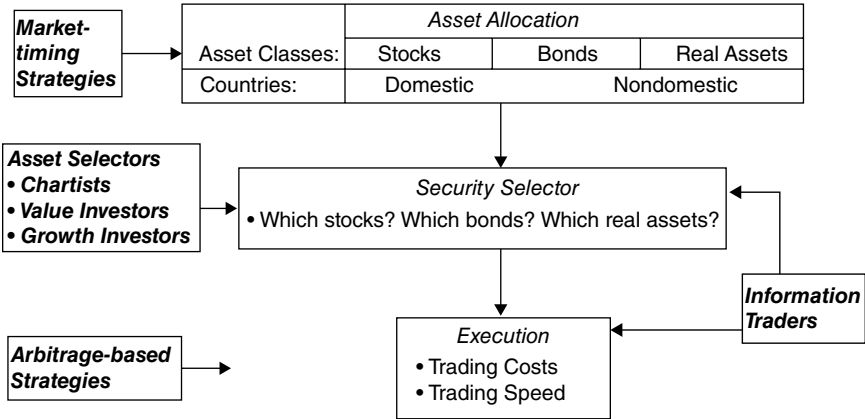 Market-
timing
Strategies
Asset Allocation
Asset Classes: Stocks Bonds Real Assets
Countries: Domestic Nondomestic
Asset Selectors
• Chartists
• Value Investors
• Growth Investors
Security Selector
• Which stocks? Which bonds? Which real assets?
Information
Traders
Arbitrage-based
Strategies
Execution
• Trading Costs
• Trading Speed